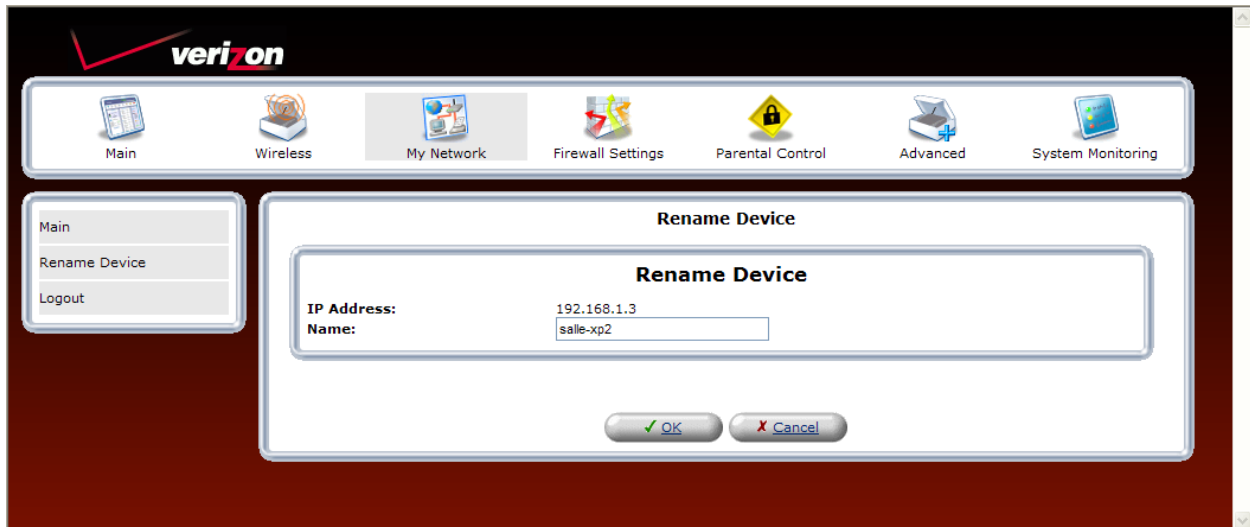 verizon
Main Wireless My Network Firewall Settings Parental Control Advanced System Monitoring
Main
Rename Device
Logout
Rename Device
Rename Device
IP Address: 192.168.1.3
Name: salle-xp2
OK Cancel